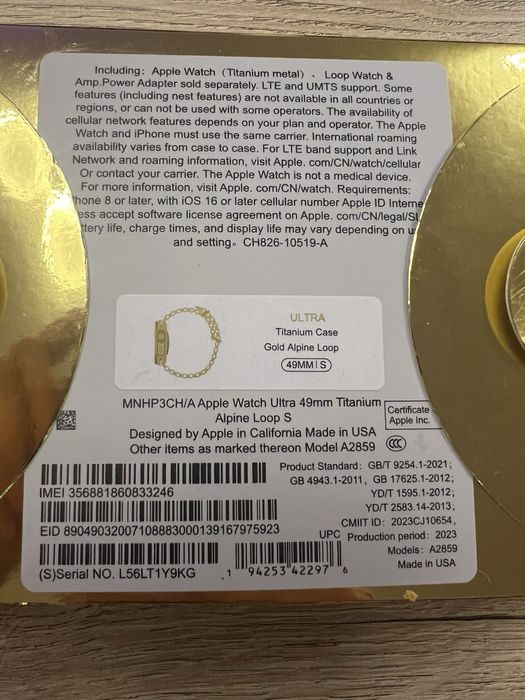 Including: Apple Watch (Titanium metal) 、 Loop Watch &
Amp.Power Adapter sold separately. LTE and UMTS support. Some
features (including nest features) are not available in all countries or
regions, or can not be used with some operators. The availability of
cellular network features depends on your plan and operator. The Apple
Watch and iPhone must use the same carrier. International roaming
availability varies from case to case. For LTE band support and Link
Network and roaming information, visit Apple. com/CN/watch/cellular
Or contact your carrier. The Apple Watch is not a medical device.
For more information, visit Apple. com/CN/watch. Requirements:
hone 8 or later, with iOS 16 or later cellular number Apple ID Interne
ess accept software license agreement on Apple. com/CN/legal/SL
ttery life, charge times, and display life may vary depending on u
and setting。 CH826-10519-A
ULTRA
Titanium Case
Gold Alpine Loop
49MM | S
MNHP3CH/A Apple Watch Ultra 49mm Titanium
Alpine Loop S
Designed by Apple in California Made in USA
Other items as marked thereon Model A2859
Certificate
Apple Inc.
CCC
Product Standard: GB/T 9254.1-2021;
GB 4943.1-2011, GB 17625.1-2012;
YD/T 1595.1-2012;
YD/T 2583.14-2013,
CMIIT ID: 2023CJ10654,
Production period: 2023
Models: A2859
Made in USA
IMEI 356881860833246
EID 89049032007108883000139167975923
UPC
(S)Serial NO. L56LT1Y9KG
1 94253 42297 6